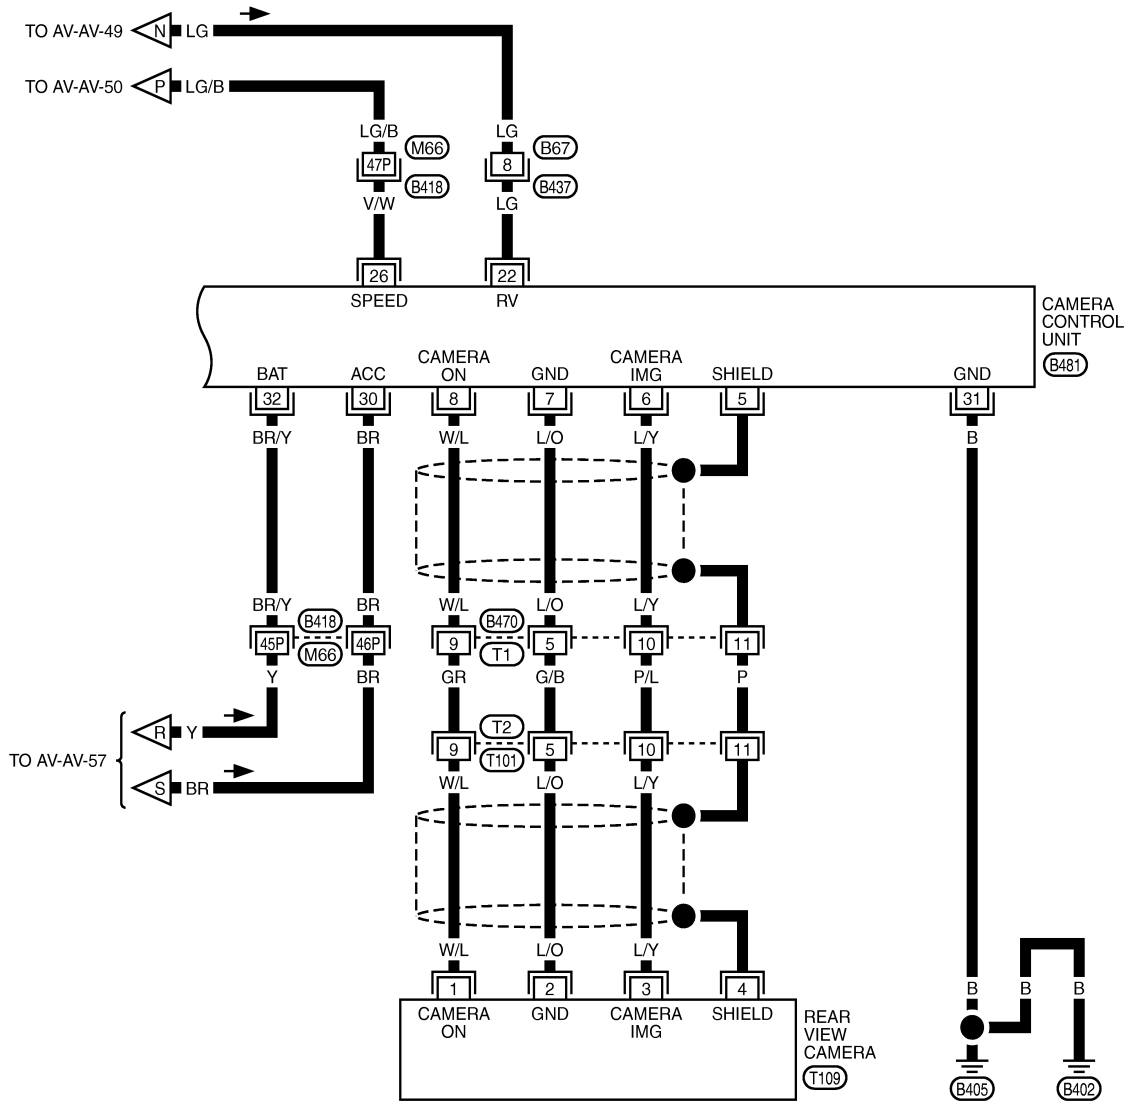 TO AV-AV-49
N
LG
TO AV-AV-50
P
LG/B
LG/B
M66
LG
B67
47P
8
B418
B437
V/W
LG
26
22
SPEED
RV
CAMERA
CONTROL
UNIT
B481
BAT
ACC
CAMERA
ON
GND
CAMERA
IMG
SHIELD
GND
32
30
8
7
6
5
31
BR/Y
BR
W/L
L/O
L/Y
B
BR/Y
BR
W/L
L/O
L/Y
B418
B470
45P
46P
9
5
10
11
M66
T1
Y
BR
GR
G/B
P/L
P
TO AV-AV-57
R
Y
S
BR
T2
9
5
10
11
T101
W/L
L/O
L/Y
W/L
L/O
L/Y
1
2
3
4
B
B
B
CAMERA
ON
GND
CAMERA
IMG
SHIELD
REAR
VIEW
CAMERA
T109
B405
B402